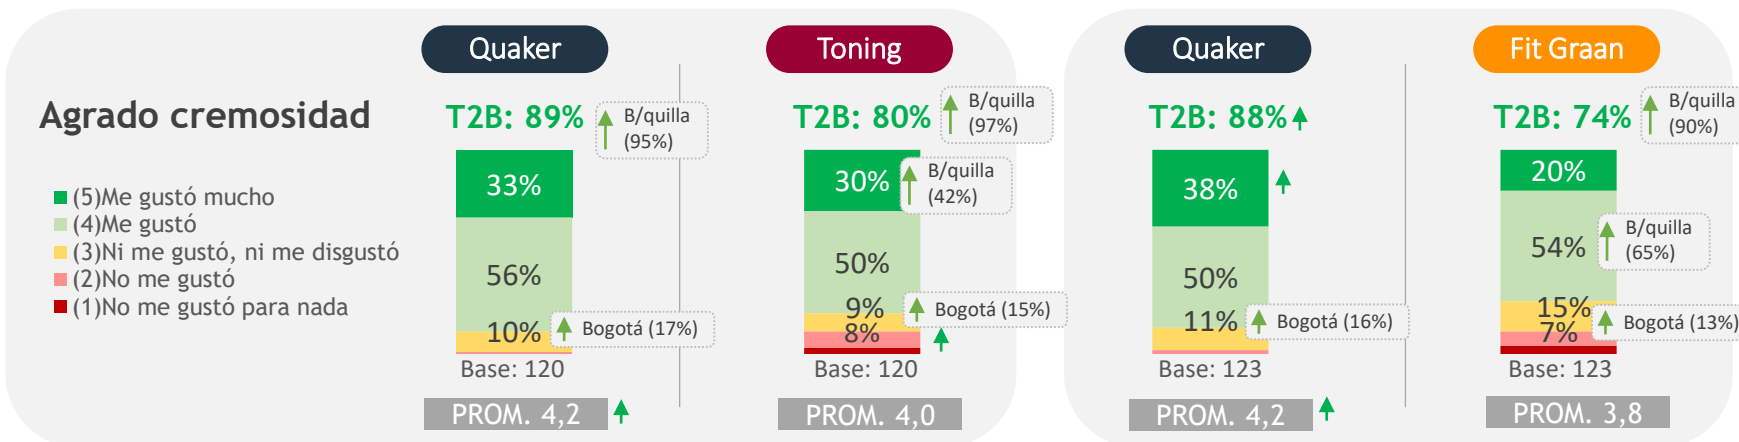 Quaker
Toning
Quaker
Fit Graan
Agrado cremosidad
T2B: 89%
B/quilla
(95%)
T2B: 80%
B/quilla
(97%)
T2B: 88%
T2B: 74%
B/quilla
(90%)
(5)Me gustó mucho
(4)Me gustó
(3)Ni me gustó, ni me disgustó
(2)No me gustó
(1)No me gustó para nada
33%
56%
10%
Bogotá (17%)
Base: 120
PROM. 4,2
30%
B/quilla
(42%)
50%
9%
Bogotá (15%)
8%
Base: 120
PROM. 4,0
38%
50%
11%
Bogotá (16%)
Base: 123
PROM. 4,2
20%
54%
B/quilla
(65%)
15%
7%
Bogotá (13%)
Base: 123
PROM. 3,8